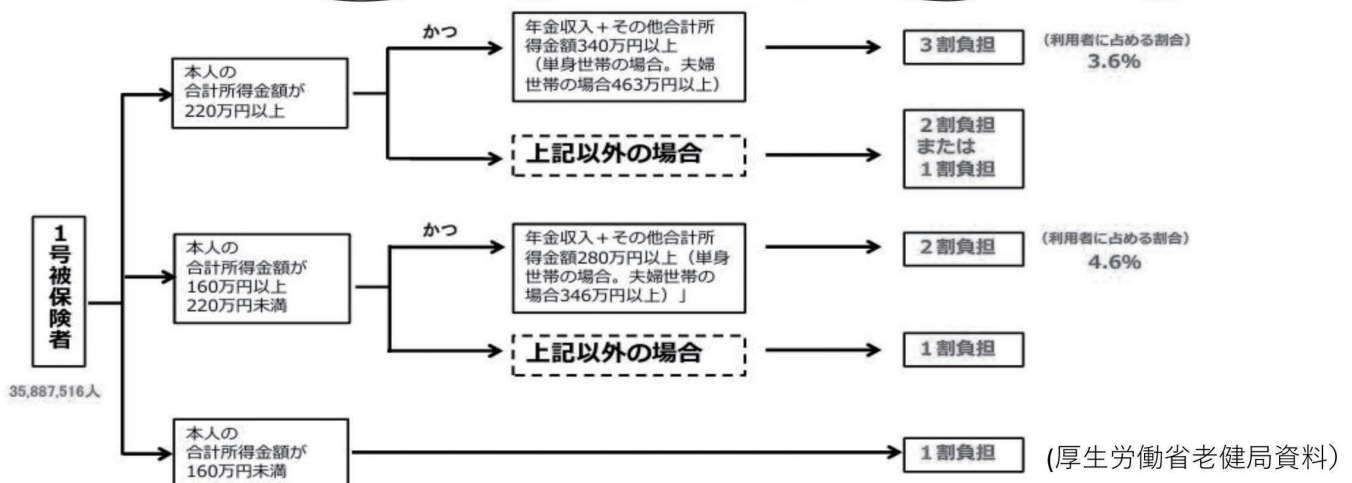 かつ
年金収入+その他合計所
得金額340万円以上
(単身世帯の場合。夫婦
世帯の場合463万円以上)
3割負担
(利用者に占める割合)
3.6%
本人の
合計所得金額が
220万円以上
上記以外の場合
2割負担
または
1割負担
1号被保険者
35,887,516人
かつ
本人の
合計所得金額が
160万円以上
220万円未満
年金収入+その他合計所
得金額280万円以上(単身
世帯の場合。夫婦世帯の
場合346万円以上)」
2割負担
(利用者に占める割合)
4.6%
上記以外の場合
1割負担
本人の
合計所得金額が
160万円未満
1割負担
(厚生労働省老健局資料)